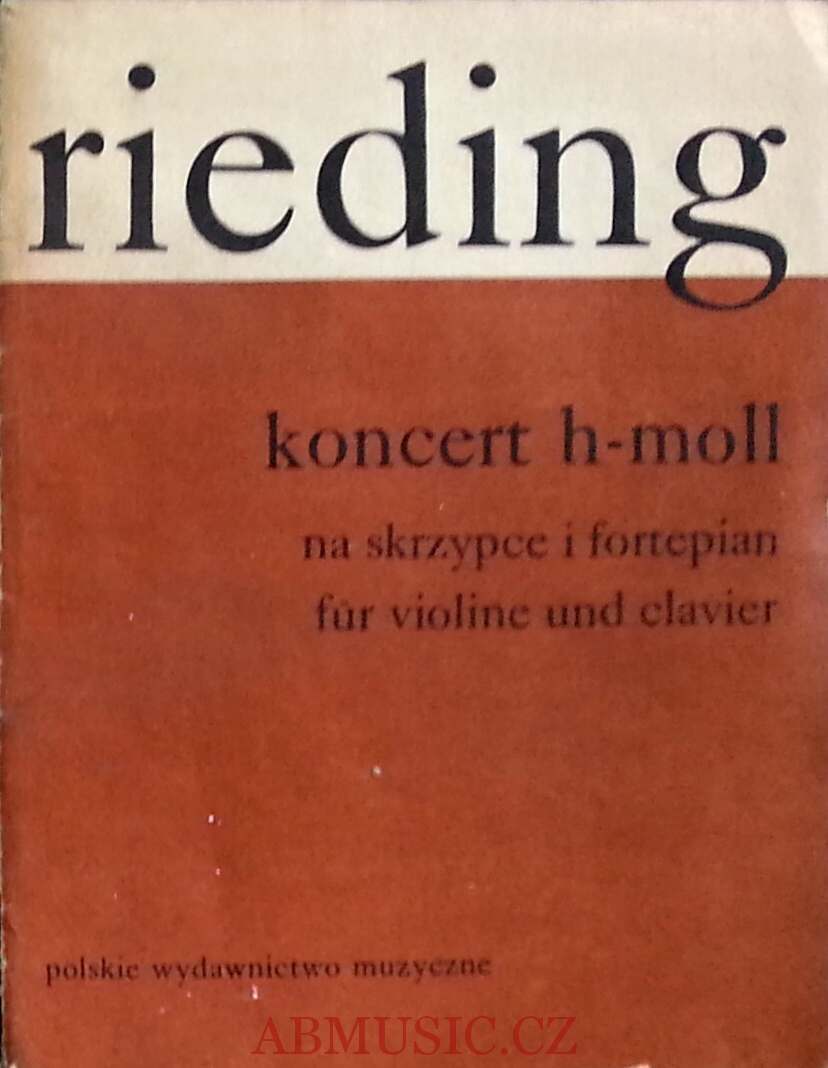 rieding
koncert h-moll
na skrzypce i fortepian
für violine und clavier
polskie wydawnictwo muzyczne
ABMUSIC.CZ